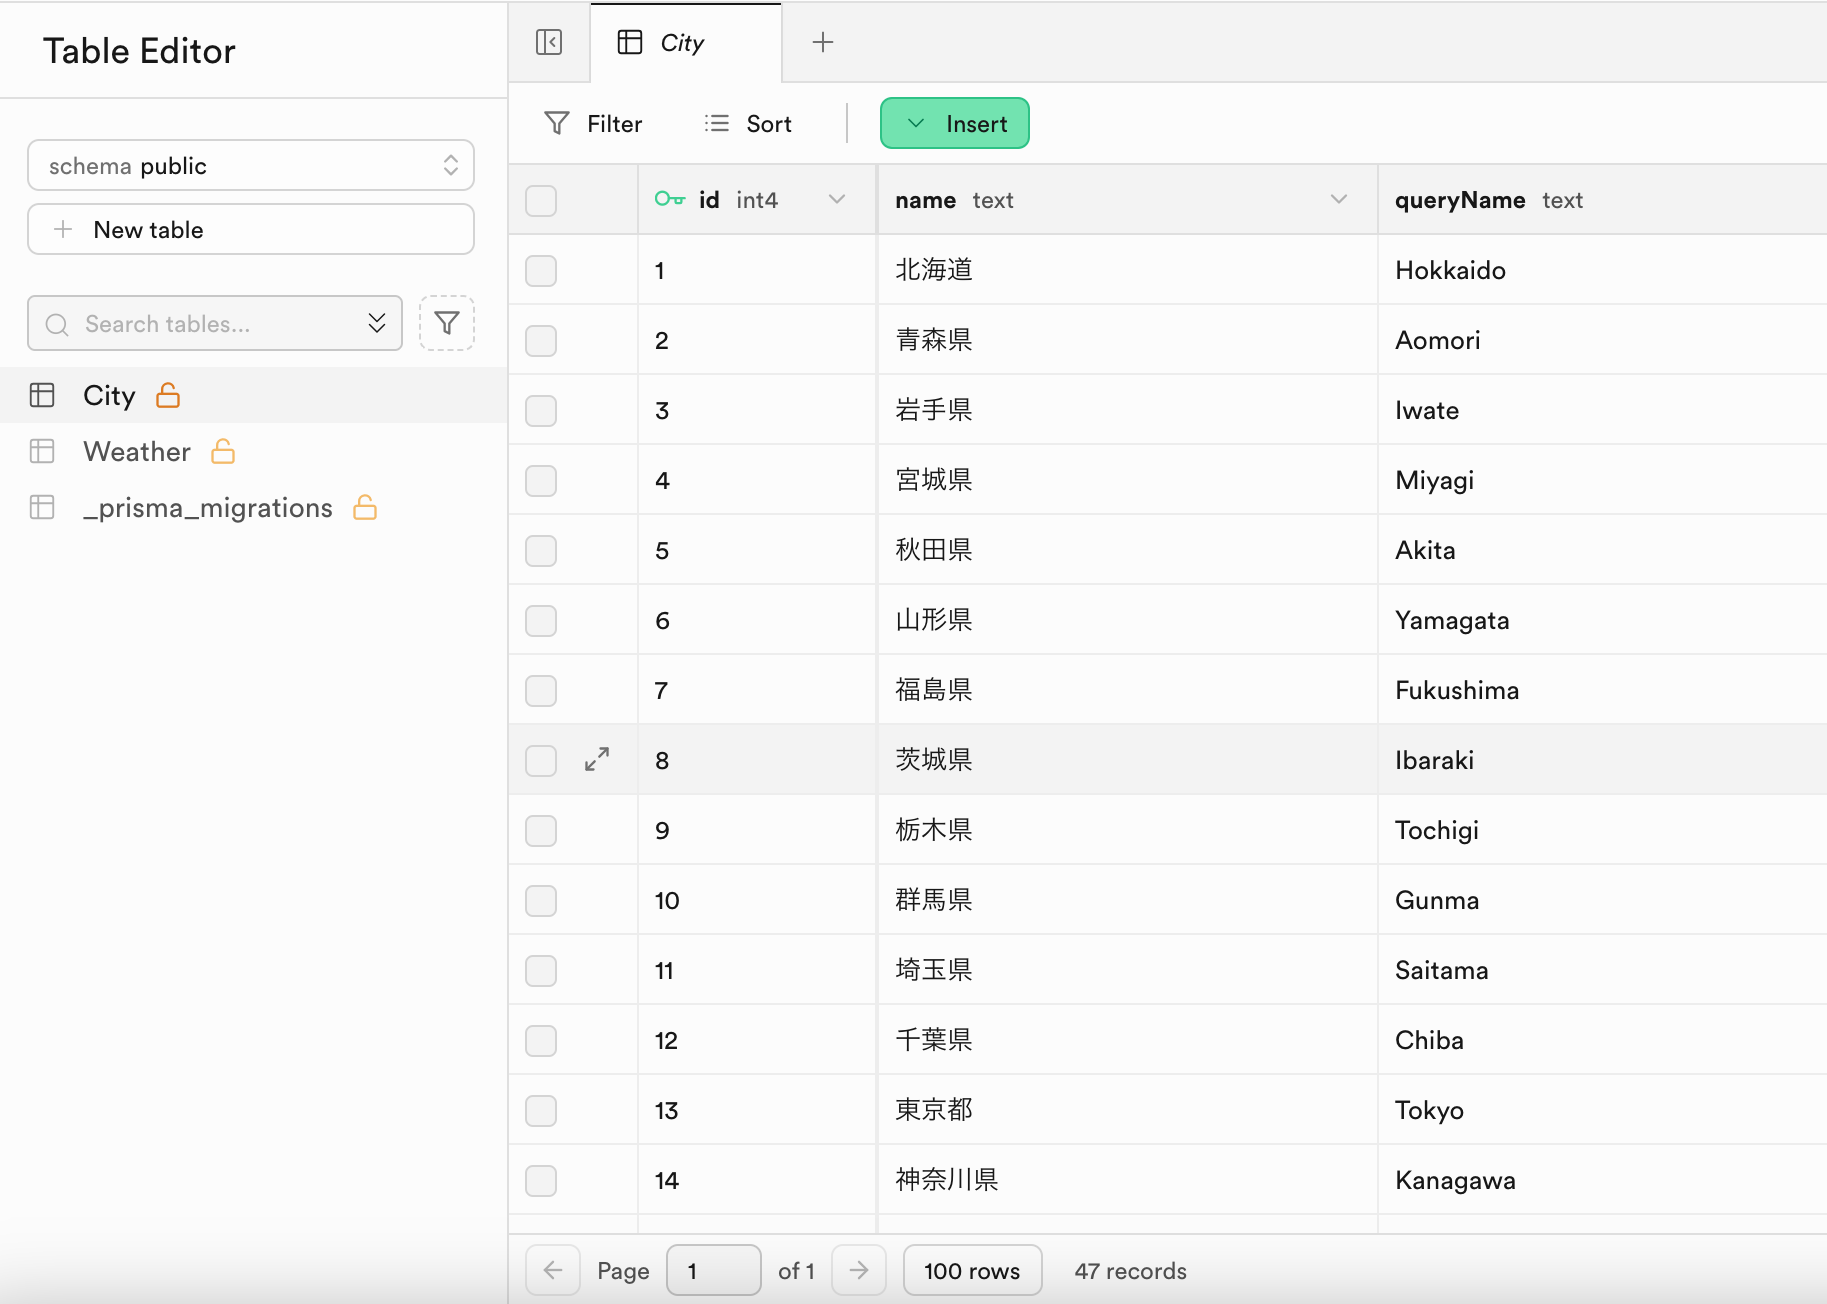 Table Editor
schema public
New table
Search tables...
City
Weather
_prisma_migrations
City
Filter Sort Insert
id int4 name text queryName text
1 北海道 Hokkaido
2 青森県 Aomori
3 岩手県 Iwate
4 宮城県 Miyagi
5 秋田県 Akita
6 山形県 Yamagata
7 福島県 Fukushima
8 茨城県 Ibaraki
9 栃木県 Tochigi
10 群馬県 Gunma
11 埼玉県 Saitama
12 千葉県 Chiba
13 東京都 Tokyo
14 神奈川県 Kanagawa
Page 1 of 1 100 rows 47 records